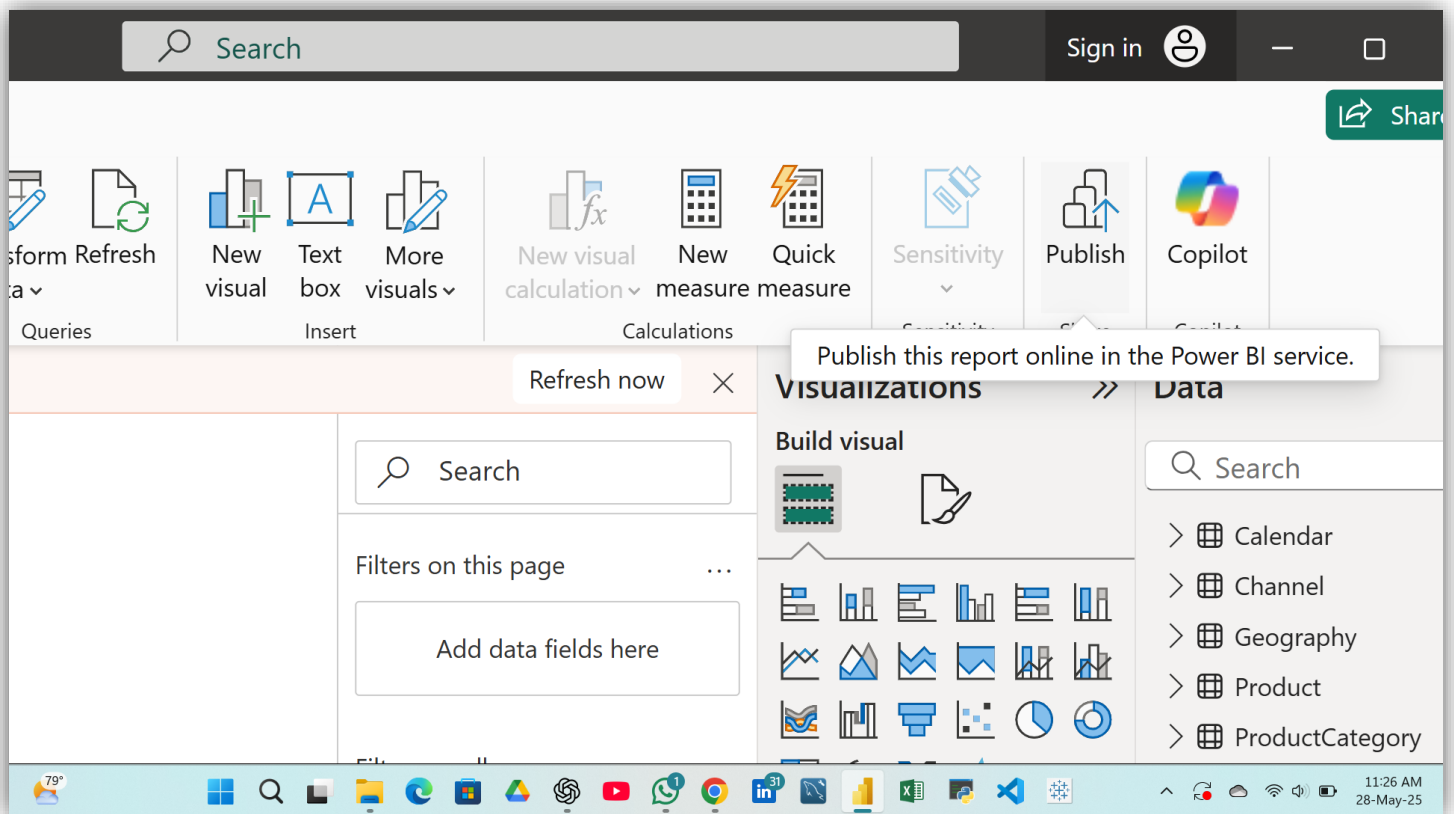 Search
Sign in
Share
sform
ta
Refresh
New
visual
Text
box
More
visuals
New visual
calculation
New
measure
Quick
measure
Sensitivity
Publish
Copilot
Queries
Insert
Calculations
Publish this report online in the Power BI service.
Refresh now
Visualizations
Data
Build visual
Search
Search
Filters on this page
...
Add data fields here
Calendar
Channel
Geography
Product
ProductCategory
79°
1
31
in
11:26 AM
28-May-25